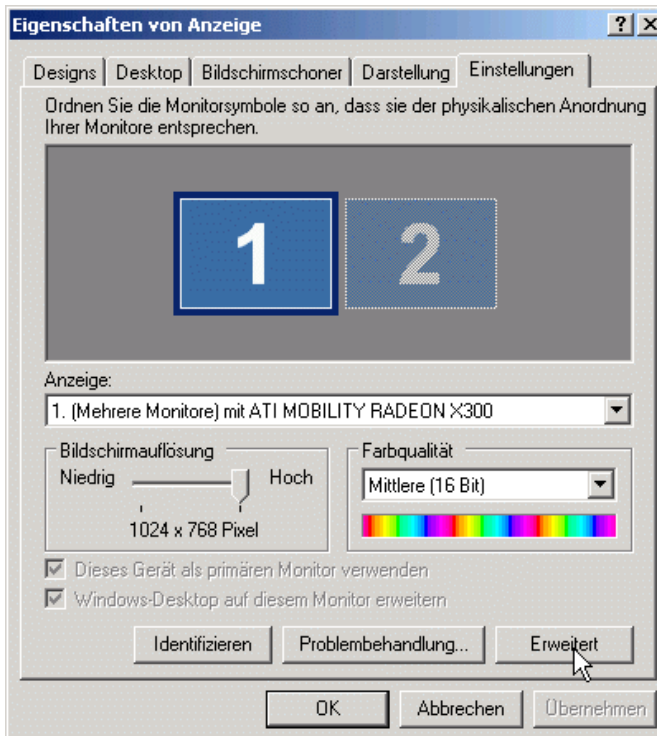 Eigenschaften von Anzeige
Designs Desktop Bildschirmschoner Darstellung Einstellungen
Ordnen Sie die Monitorsymbole so an, dass sie der physikalischen Anordnung
Ihrer Monitore entsprechen.
1 2
Anzeige:
1. (Mehrere Monitore) mit ATI MOBILITY RADEON X300
Bildschirmauflösung Farbqualität
Niedrig Hoch Mittlere (16 Bit)
1024 x 768 Pixel
Dieses Gerät als primären Monitor verwenden
Windows-Desktop auf diesem Monitor erweitern
Identifizieren Problembehandlung... Erweitert
OK Abbrechen Übernehmen